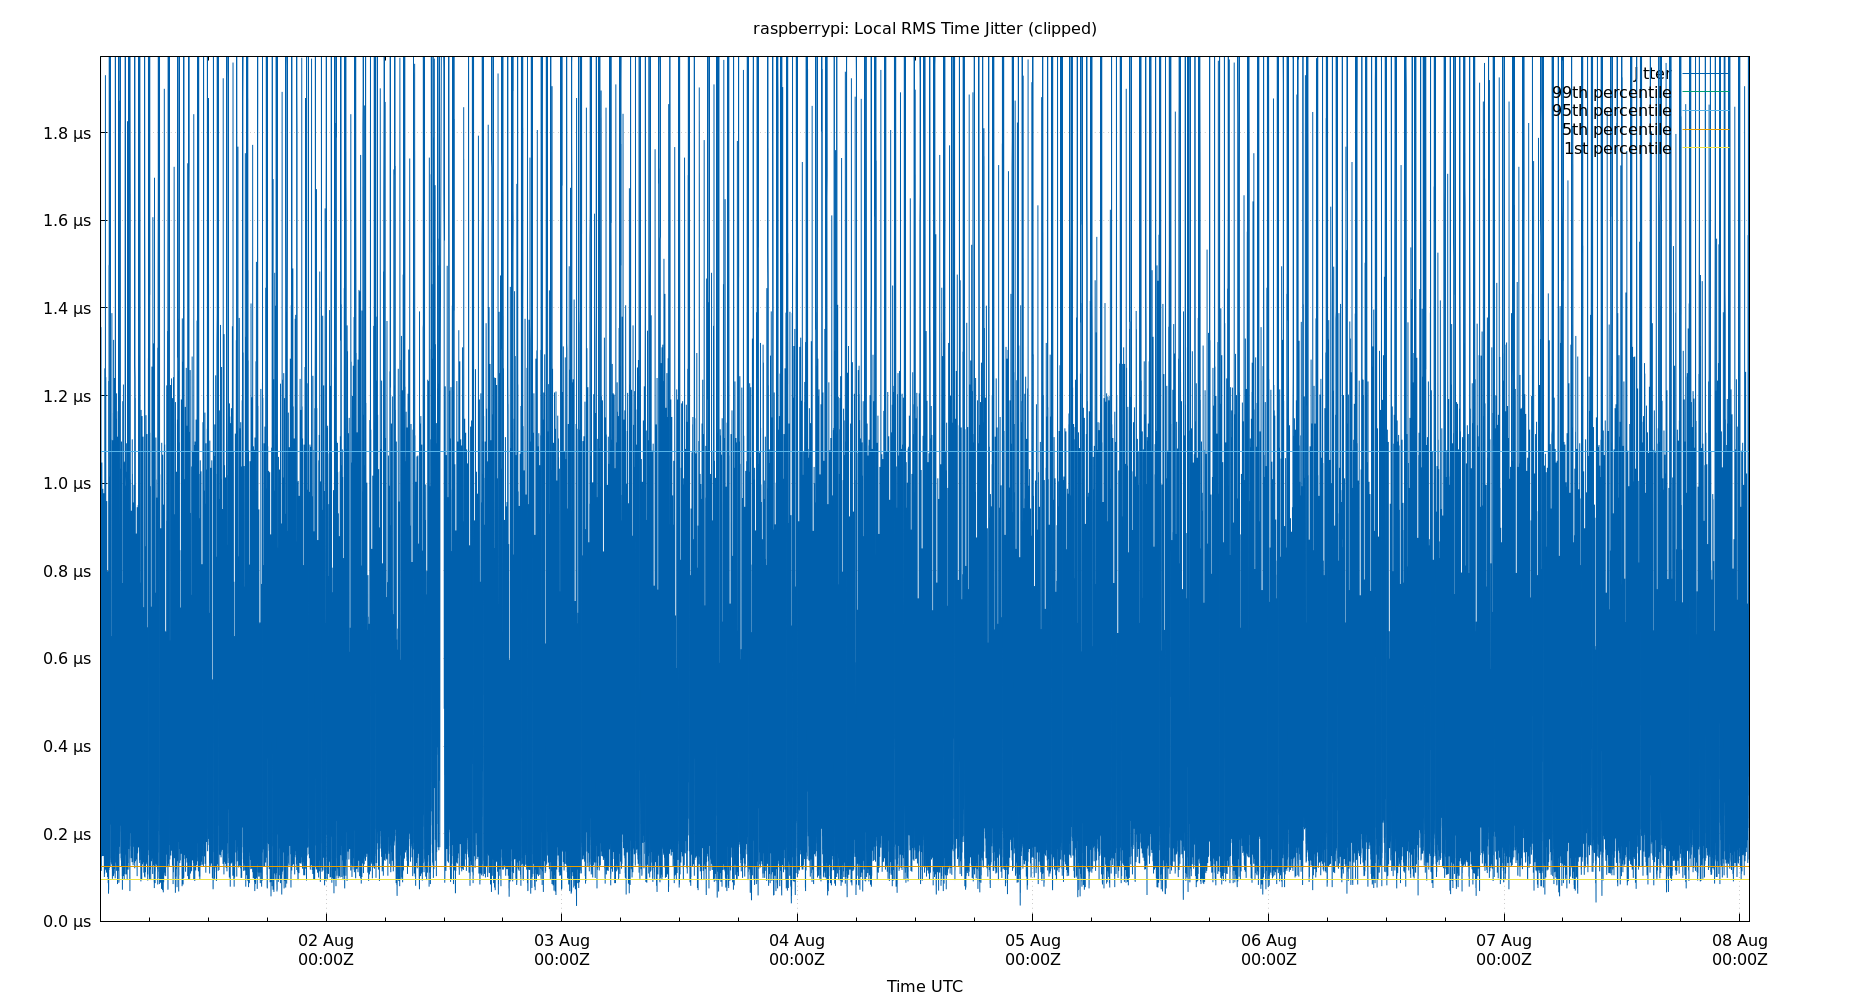 raspberrypi: Local RMS Time Jitter (clipped)
jitter
99th percentile
95th percentile
5th percentile
1st percentile
1.8 µs
1.6 µs
1.4 µs
1.2 µs
1.0 µs
0.8 µs
0.6 µs
0.4 µs
0.2 µs
0.0 µs
02 Aug 03 Aug 04 Aug 05 Aug 06 Aug 07 Aug 08 Aug
00:00Z 00:00Z 00:00Z 00:00Z 00:00Z 00:00Z 00:00Z
Time UTC